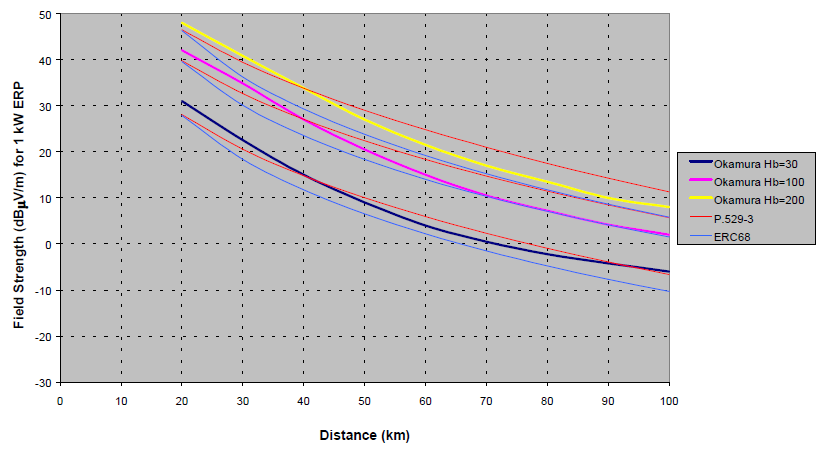 Field Strength (dBµV/m) for 1 kW ERP
50
40
30
20
10
0
-10
-20
-30
0 10 20 30 40 50 60 70 80 90 100
Distance (km)
Okamura Hb=30
Okamura Hb=100
Okamura Hb=200
P.529-3
ERC68